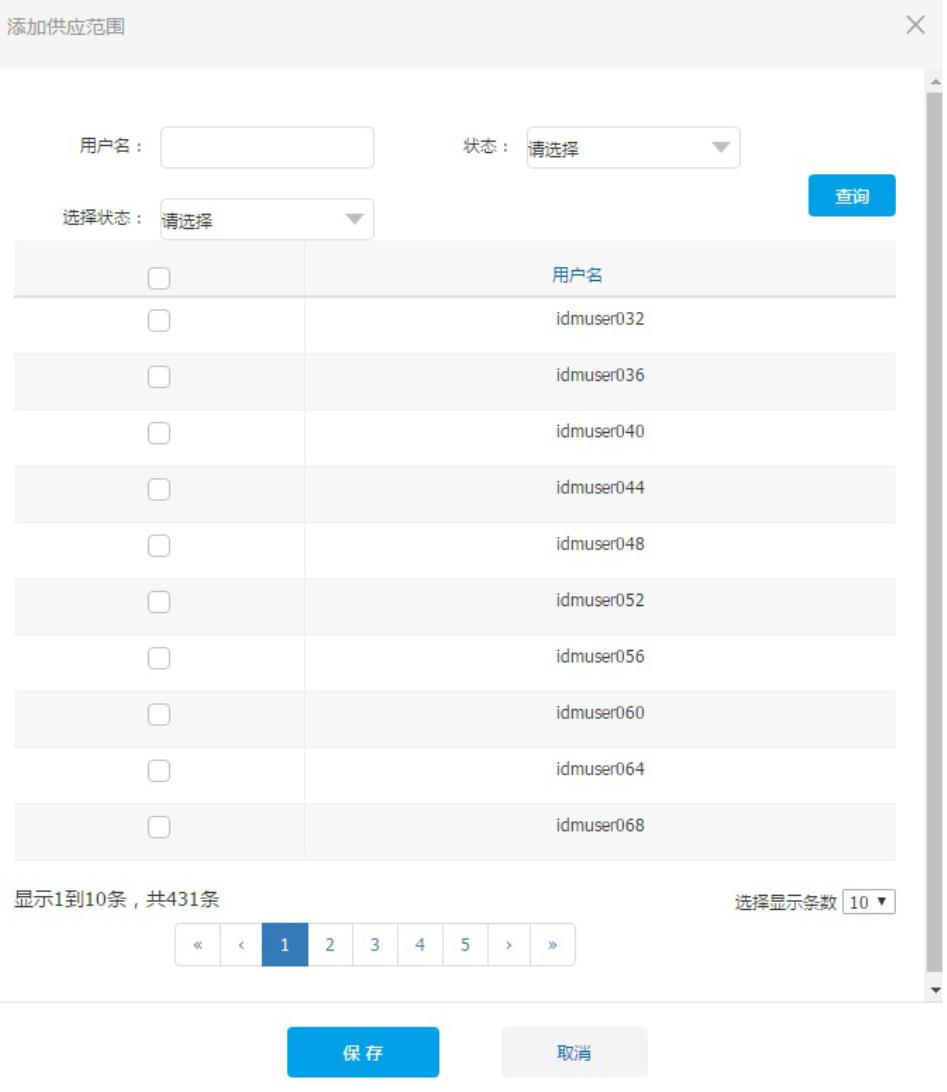 添加供应范围
用户名： 状态： 请选择
查询
选择状态： 请选择
用户名
idmuser032
idmuser036
idmuser040
idmuser044
idmuser048
idmuser052
idmuser056
idmuser060
idmuser064
idmuser068
显示1到10条，共431条 选择显示条数 10
« ‹ 1 2 3 4 5 › »
保存 取消